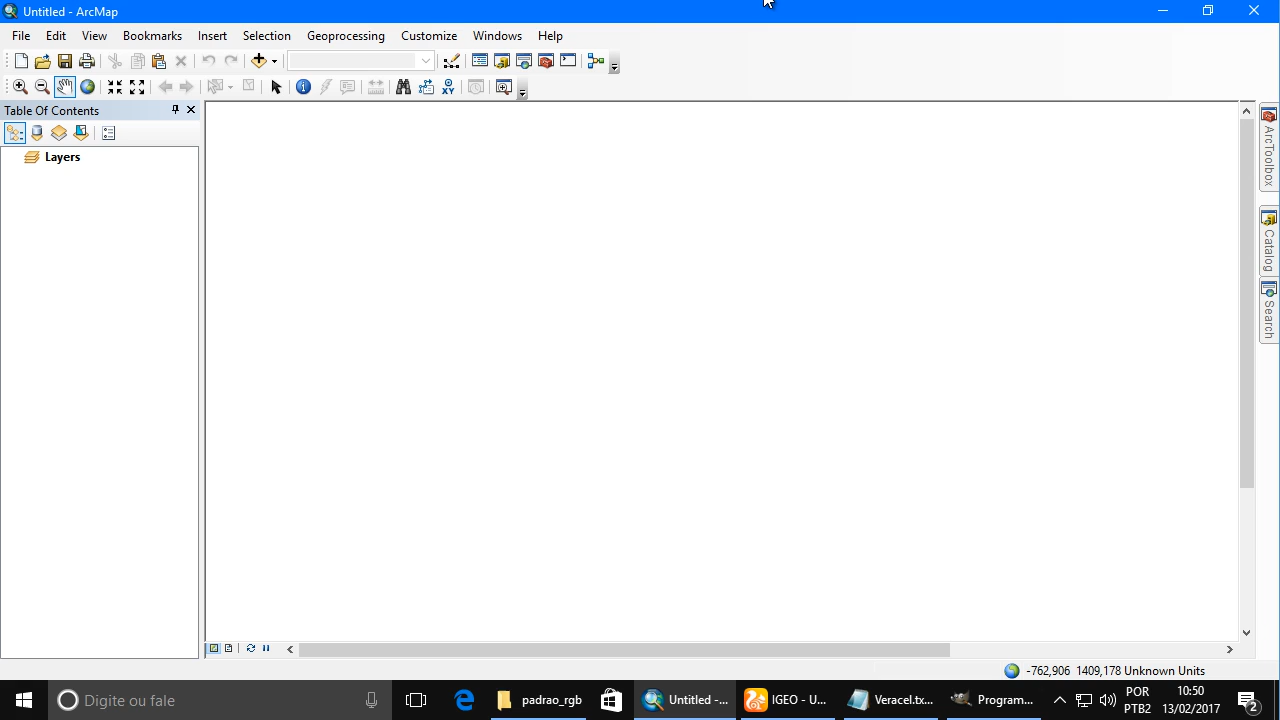 Untitled - ArcMap
File Edit View Bookmarks Insert Selection Geoprocessing Customize Windows Help
XY
Table Of Contents
Layers
ArcToolbox
Catalog
Search
-762,906 1409,178 Unknown Units
Digite ou fale
padrao_rgb
Untitled -...
IGEO - U...
Veracel.tx...
Program...
POR
PTB2
10:50
13/02/2017
2